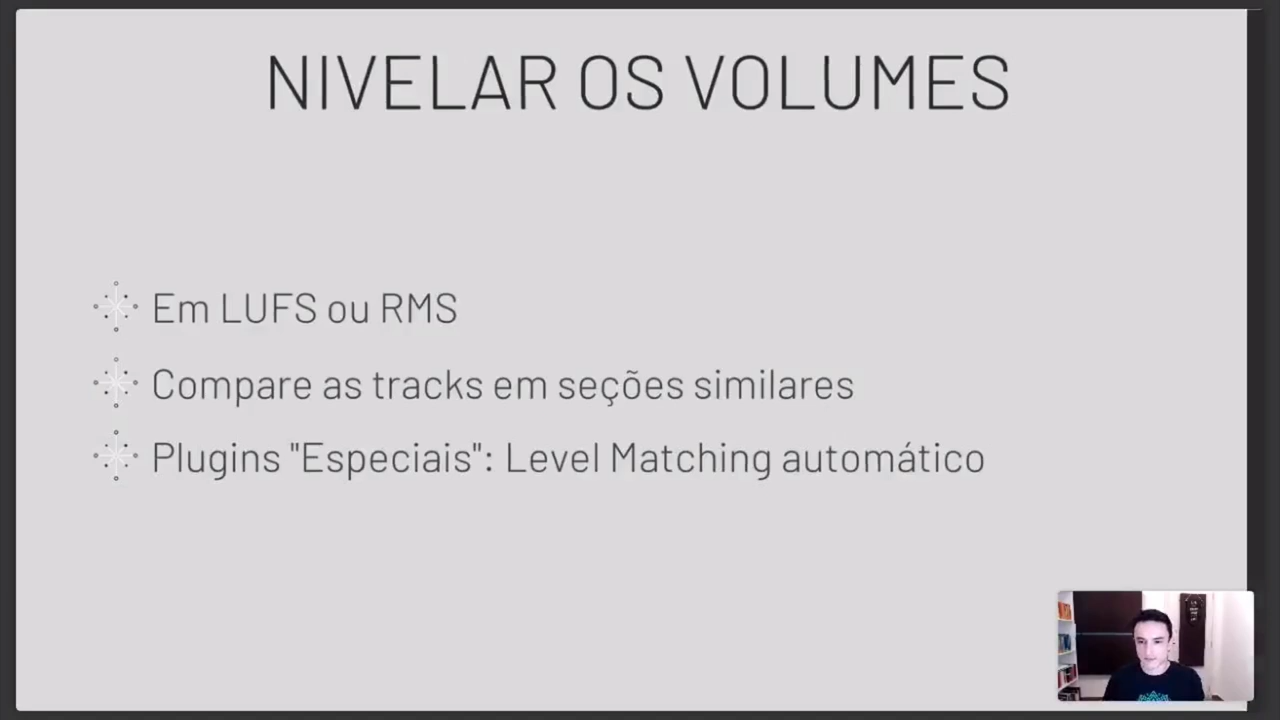 NIVELAR OS VOLUMES
Em LUFS ou RMS
Compare as tracks em seções similares
Plugins "Especiais": Level Matching automático